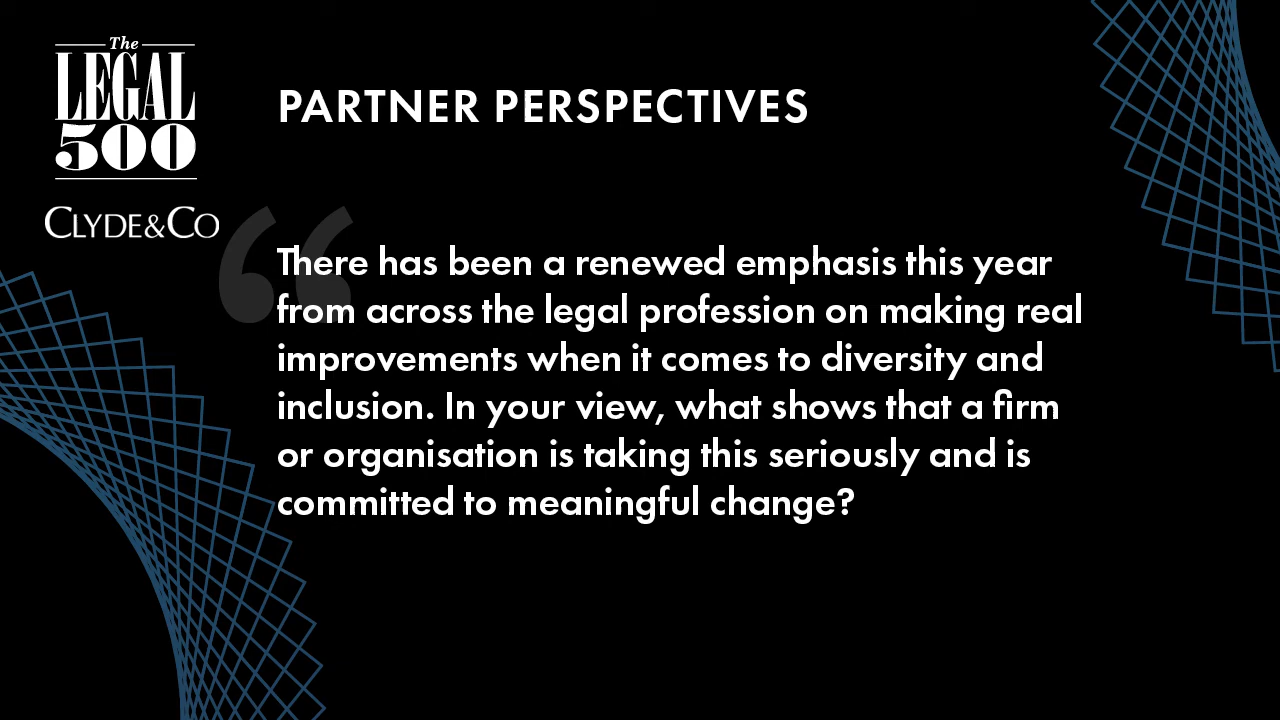 The
LEGAL
500
CLYDE&CO
PARTNER PERSPECTIVES
“
There has been a renewed emphasis this year
from across the legal profession on making real
improvements when it comes to diversity and
inclusion. In your view, what shows that a firm
or organisation is taking this seriously and is
committed to meaningful change?